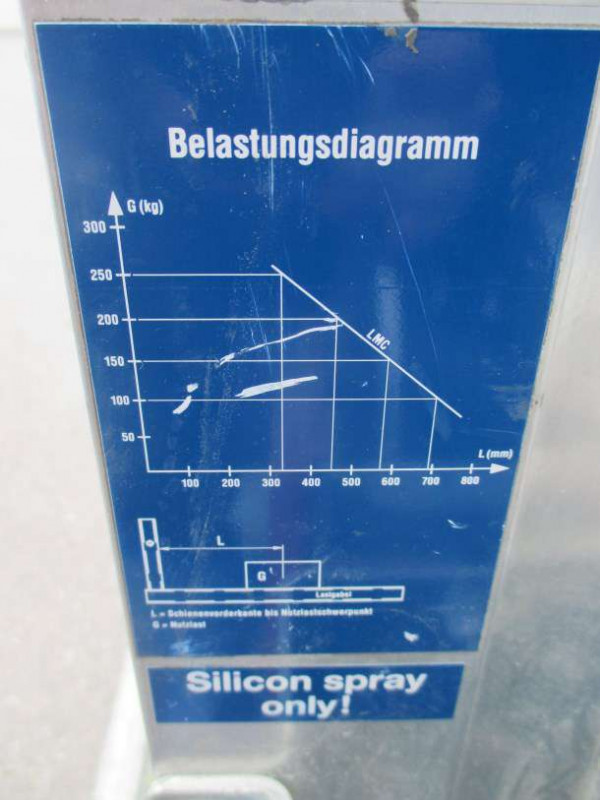 Belastungsdiagramm
G (kg)
300
250
200
150
100
50
LMC
L (mm)
100 200 300 400 500 600 700 800
L
G
Lastgabel
L = Schienenvorderkante bis Nutzlastschwerpunkt
G = Nutzlast
Silicon spray
only!